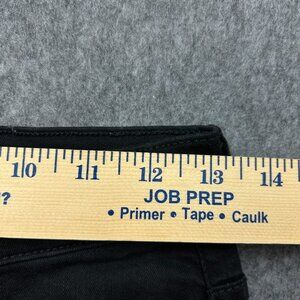 10 11 12 13 14
?
JOB PREP
• Primer • Tape • Caulk